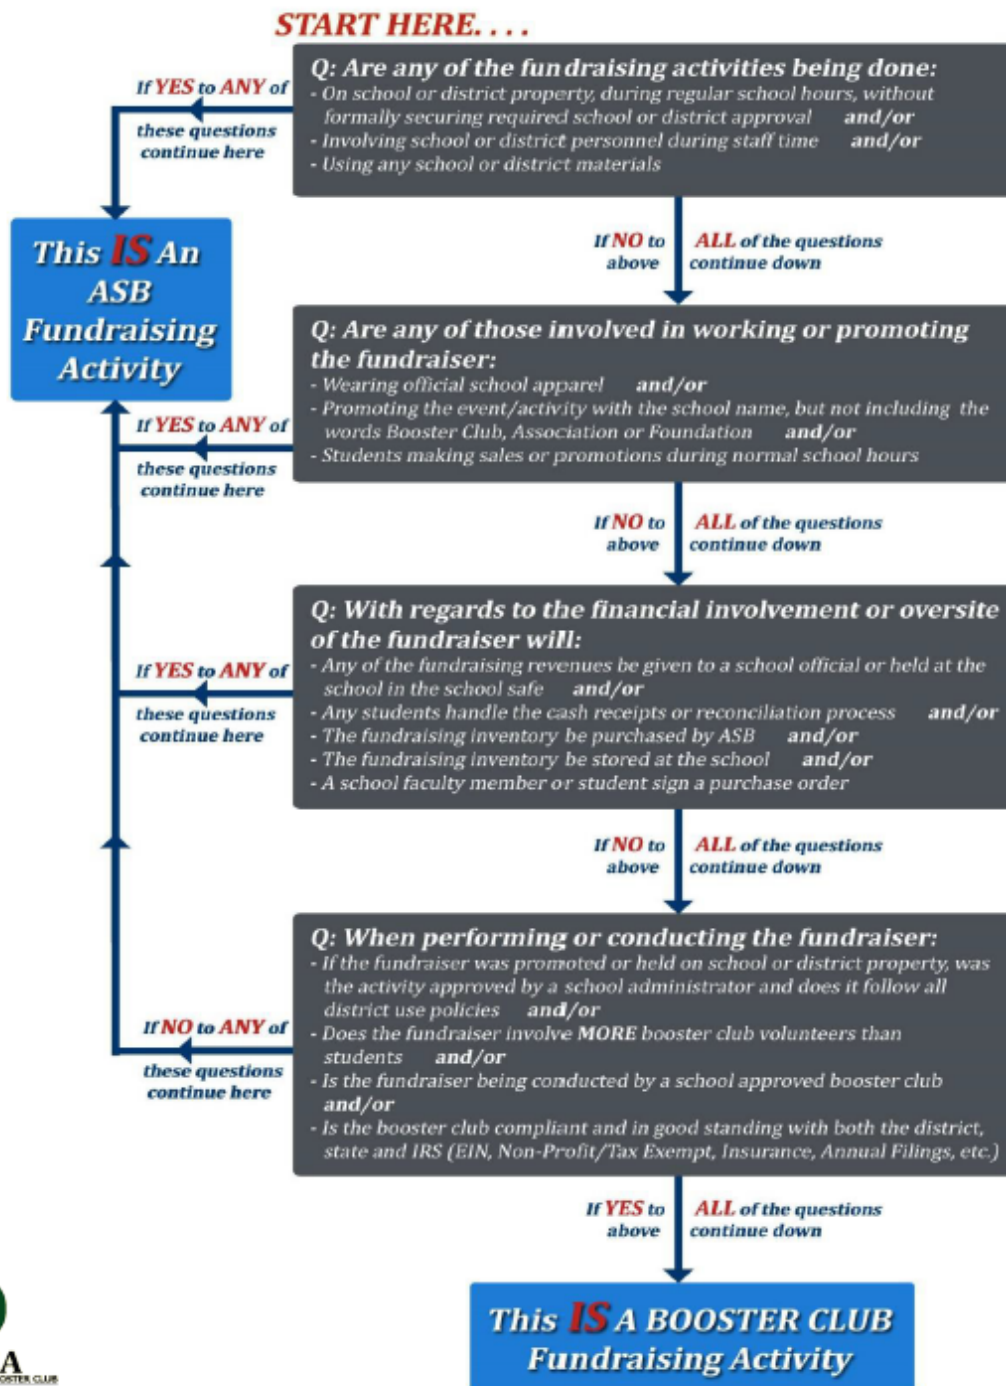 START HERE. . . .
Q: Are any of the fundraising activities being done:
- On school or district property, during regular school hours, without
formally securing required school or district approval and/or
- Involving school or district personnel during staff time and/or
- Using any school or district materials
If YES to ANY of
these questions
continue here
This IS An
ASB
Fundraising
Activity
If NO to ALL of the questions
above continue down
Q: Are any of those involved in working or promoting
the fundraiser:
- Wearing official school apparel and/or
- Promoting the event/activity with the school name, but not including the
words Booster Club, Association or Foundation and/or
- Students making sales or promotions during normal school hours
If YES to ANY of
these questions
continue here
If NO to ALL of the questions
above continue down
Q: With regards to the financial involvement or oversite
of the fundraiser will:
- Any of the fundraising revenues be given to a school official or held at the
school in the school safe and/or
- Any students handle the cash receipts or reconciliation process and/or
- The fundraising inventory be purchased by ASB and/or
- The fundraising inventory be stored at the school and/or
- A school faculty member or student sign a purchase order
If YES to ANY of
these questions
continue here
If NO to ALL of the questions
above continue down
Q: When performing or conducting the fundraiser:
- If the fundraiser was promoted or held on school or district property, was
the activity approved by a school administrator and does it follow all
district use policies and/or
- Does the fundraiser involve MORE booster club volunteers than
students and/or
- Is the fundraiser being conducted by a school approved booster club
and/or
- Is the booster club compliant and in good standing with both the district,
state and IRS (EIN, Non-Profit/Tax Exempt, Insurance, Annual Filings, etc.)
If NO to ANY of
these questions
continue here
If YES to ALL of the questions
above continue down
This IS A BOOSTER CLUB
Fundraising Activity
A
OSTER CLUB